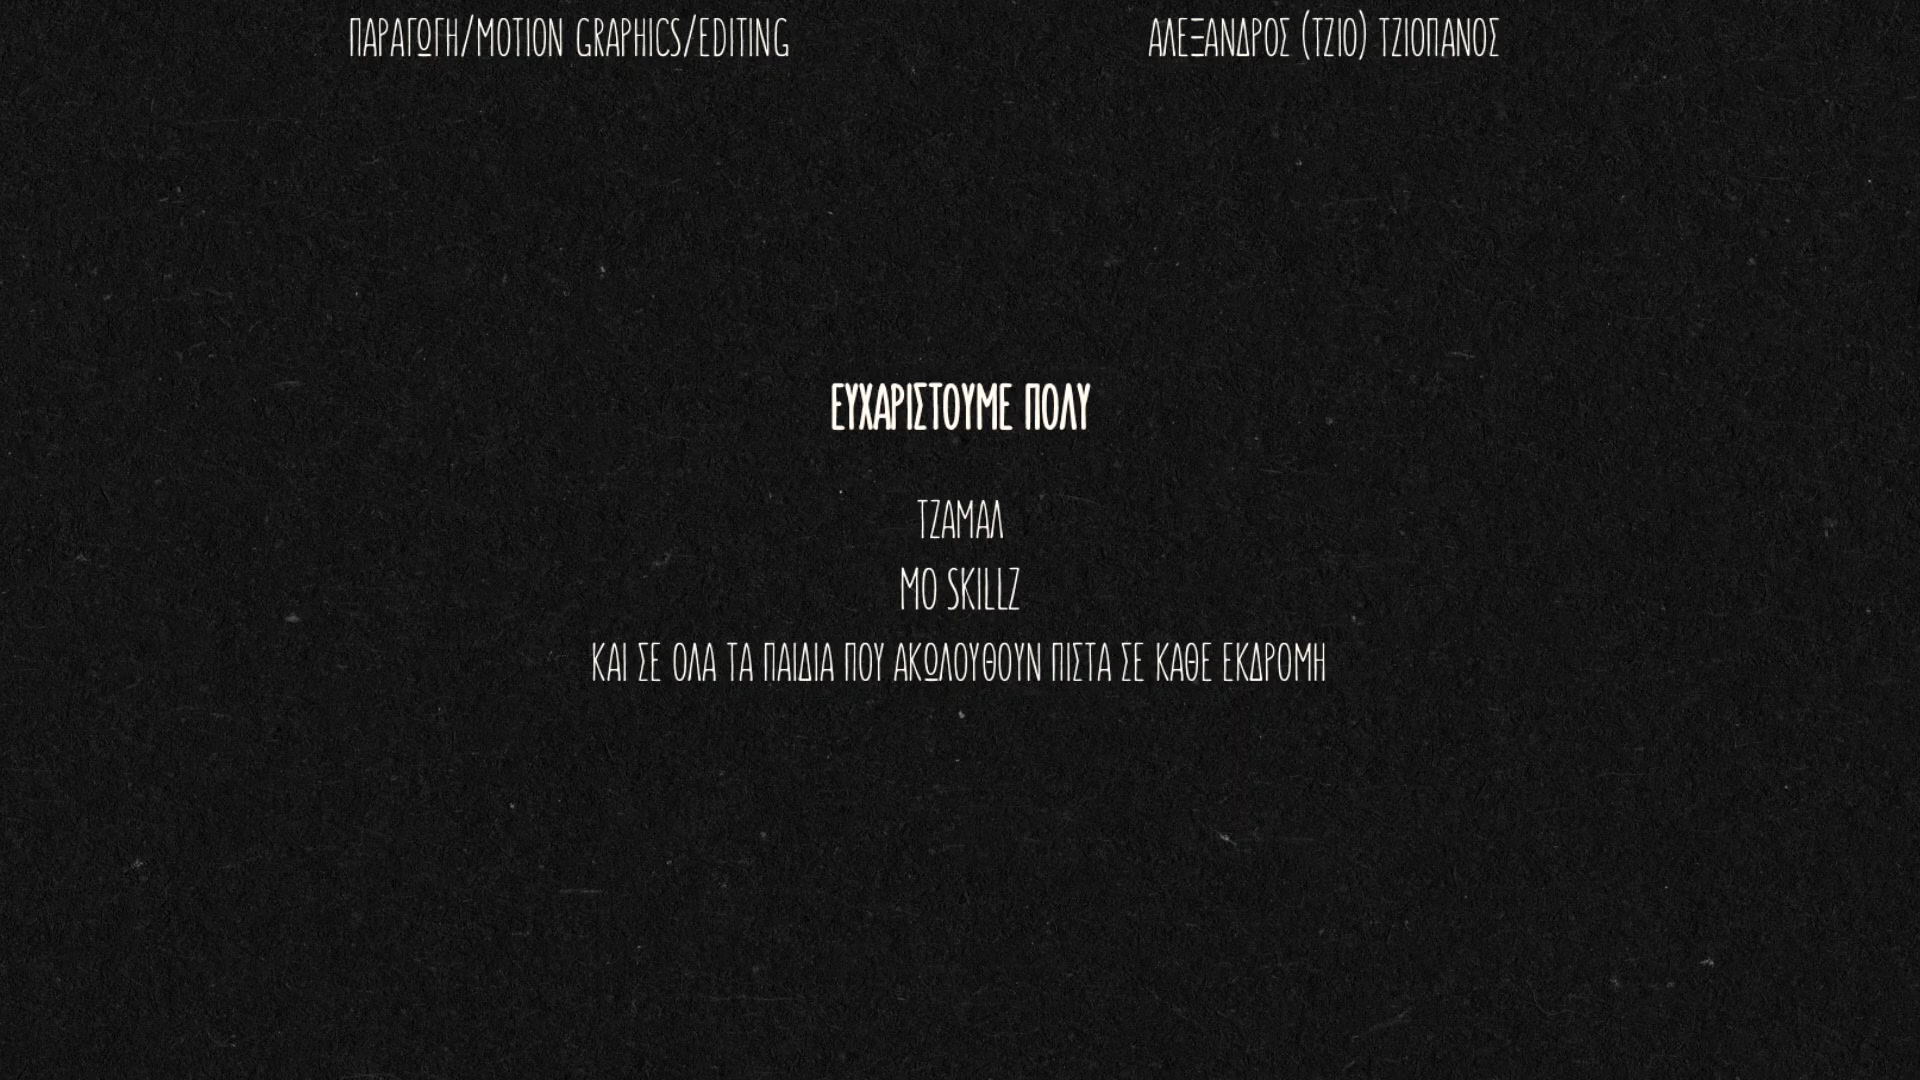 ΠΑΡΑΓΩΓΗ/MOTION GRAPHICS/EDITING ΑΛΕΞΑΝΔΡΟΣ (ΤΖΙΟ) ΤΖΙΟΠΑΝΟΣ
ΕΥΧΑΡΙΣΤΟΥΜΕ ΠΟΛΥ
ΤΖΑΜΑΛ
MO SKILLZ
ΚΑΙ ΣΕ ΟΛΑ ΤΑ ΠΑΙΔΙΑ ΠΟΥ ΑΚΩΛΟΥΘΟΥΝ ΠΙΣΤΑ ΣΕ ΚΑΘΕ ΕΚΔΡΟΜΗ